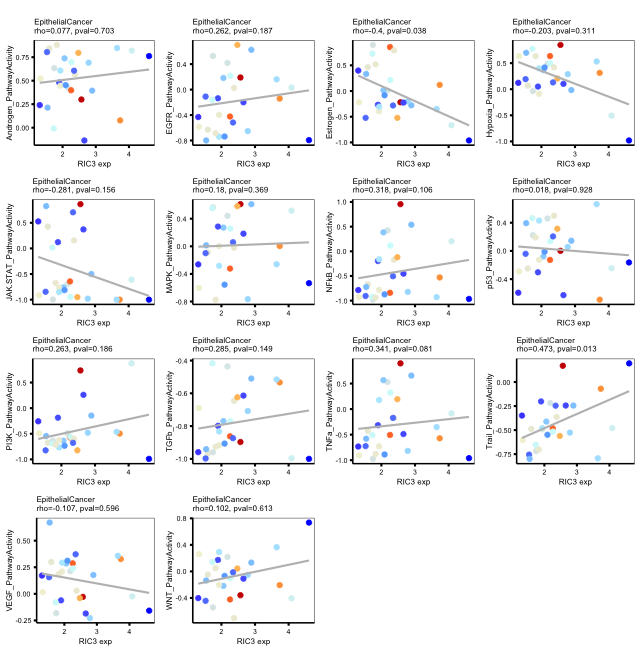 EpithelialCancer
rho=0.077, pval=0.703
Androgen_PathwayActivity
0.75
0.50
0.25
0.00
2
3
4
RIC3 exp
EpithelialCancer
rho=0.262, pval=0.187
EGFR_PathwayActivity
0.4
0.0
-0.4
-0.8
2
3
4
RIC3 exp
EpithelialCancer
rho=-0.4, pval=0.038
Estrogen_PathwayActivity
0.5
0.0
-0.5
-1.0
2
3
4
RIC3 exp
EpithelialCancer
rho=-0.203, pval=0.311
Hypoxia_PathwayActivity
0.5
0.0
-0.5
-1.0
2
3
4
RIC3 exp
EpithelialCancer
rho=-0.281, pval=0.156
JAK.STAT_PathwayActivity
0.5
0.0
-0.5
-1.0
2
3
4
RIC3 exp
EpithelialCancer
rho=0.18, pval=0.369
MAPK_PathwayActivity
0.4
0.0
-0.4
-0.8
2
3
4
RIC3 exp
EpithelialCancer
rho=0.318, pval=0.106
NFkB_PathwayActivity
1.0
0.5
0.0
-0.5
-1.0
2
3
4
RIC3 exp
EpithelialCancer
rho=0.018, pval=0.928
p53_PathwayActivity
0.4
0.0
-0.4
2
3
4
RIC3 exp
EpithelialCancer
rho=0.263, pval=0.186
PI3K_PathwayActivity
0.5
0.0
-0.5
-1.0
2
3
4
RIC3 exp
EpithelialCancer
rho=0.285, pval=0.149
TGFb_PathwayActivity
-0.4
-0.6
-0.8
-1.0
2
3
4
RIC3 exp
EpithelialCancer
rho=0.341, pval=0.081
TNFa_PathwayActivity
0.5
0.0
-0.5
-1.0
2
3
4
RIC3 exp
EpithelialCancer
rho=0.473, pval=0.013
Trail_PathwayActivity
0.00
-0.25
-0.50
-0.75
2
3
4
RIC3 exp
EpithelialCancer
rho=-0.107, pval=0.596
VEGF_PathwayActivity
0.50
0.25
0.00
-0.25
2
3
4
RIC3 exp
EpithelialCancer
rho=0.102, pval=0.613
WNT_PathwayActivity
0.8
0.4
0.0
-0.4
2
3
4
RIC3 exp